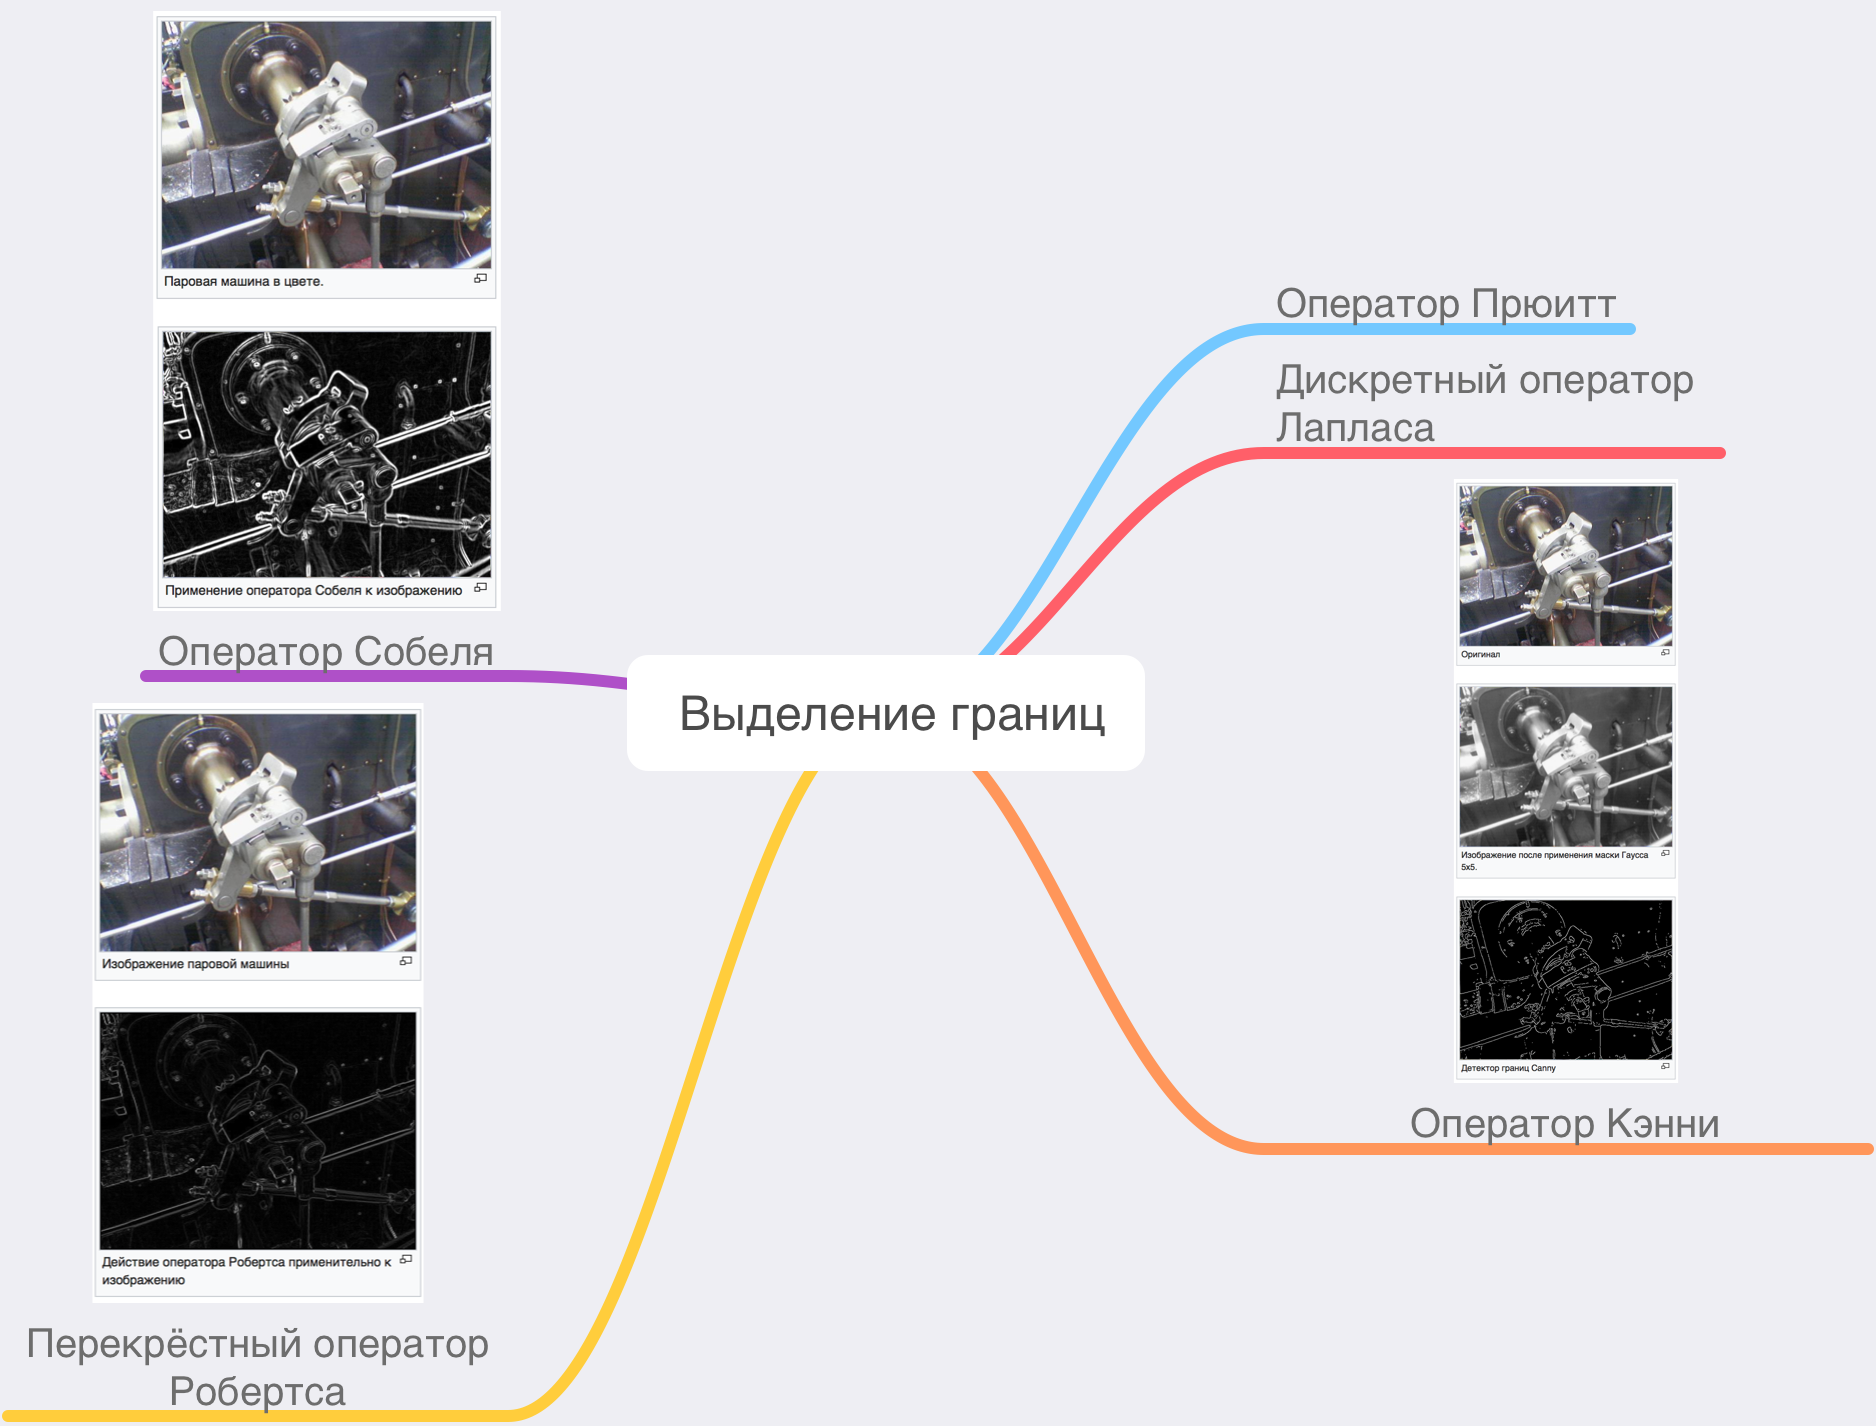 Паровая машина в цвете.
Применение оператора Собеля к изображению
Оператор Собеля
Изображение паровой машины
Действие оператора Робертса применительно к
изображению
Перекрёстный оператор
Робертса
Выделение границ
Оператор Прюитт
Дискретный оператор
Лапласа
Оригинал
Изображение после применения маски Гаусса
5x5.
Детектор границ Canny
Оператор Кэнни